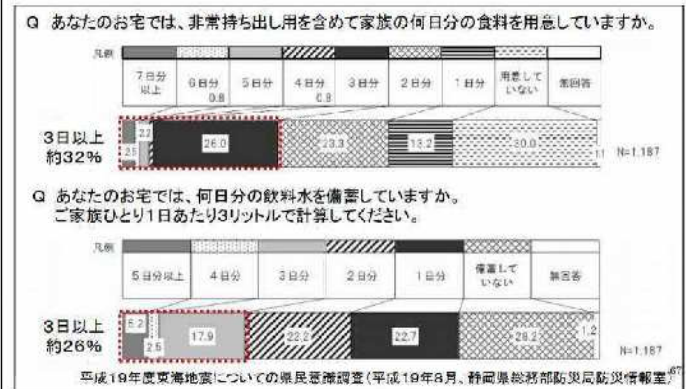 Q あなたのお宅では、非常持ち出し用を含めて家族の何日分の食料を用意していますか。
凡例
7日分以上 6日分 5日分 4日分 3日分 2日分 1日分 用意していない 無回答
0.8 0.8
3日以上
約32%
2.5 2.2 26.0 23.3 13.2 30.0 1.1 N=1,187
Q あなたのお宅では、何日分の飲料水を備蓄していますか。
ご家族ひとり1日あたり3リットルで計算してください。
凡例
5日分以上 4日分 3日分 2日分 1日分 備蓄していない 無回答
3日以上
約26%
5.2 2.5 17.9 22.2 22.7 28.2 1.2 N=1,187
平成19年度東海地震についての県民意識調査(平成19年8月、静岡県総務部防災局防災情報室)
67